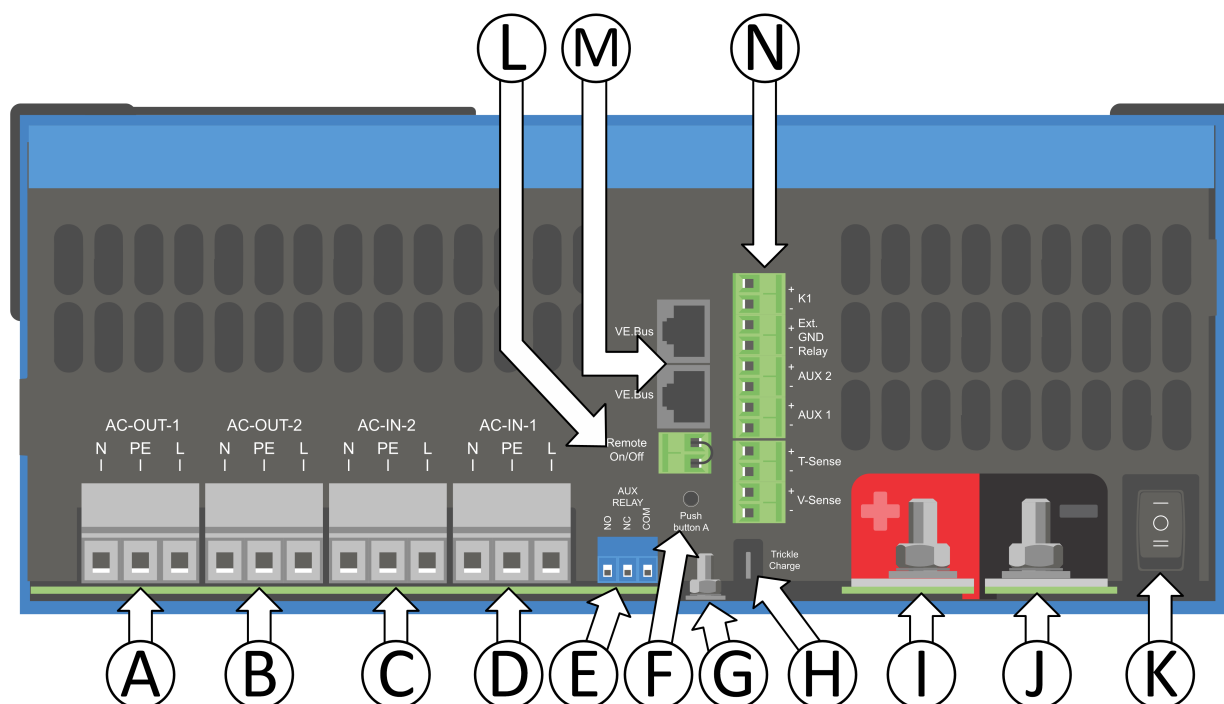 L M N
K1
+
-
Ext.
GND
Relay
+
-
AUX 2
+
-
AUX 1
+
-
T-Sense
+
-
V-Sense
+
-
VE.Bus
VE.Bus
Remote
On/Off
AC-OUT-1 AC-OUT-2 AC-IN-2 AC-IN-1
N PE L N PE L N PE L N PE L
AUX
RELAY
NO NC COM
Push
button A
Trickle
Charge
A B C D E F G H I J K